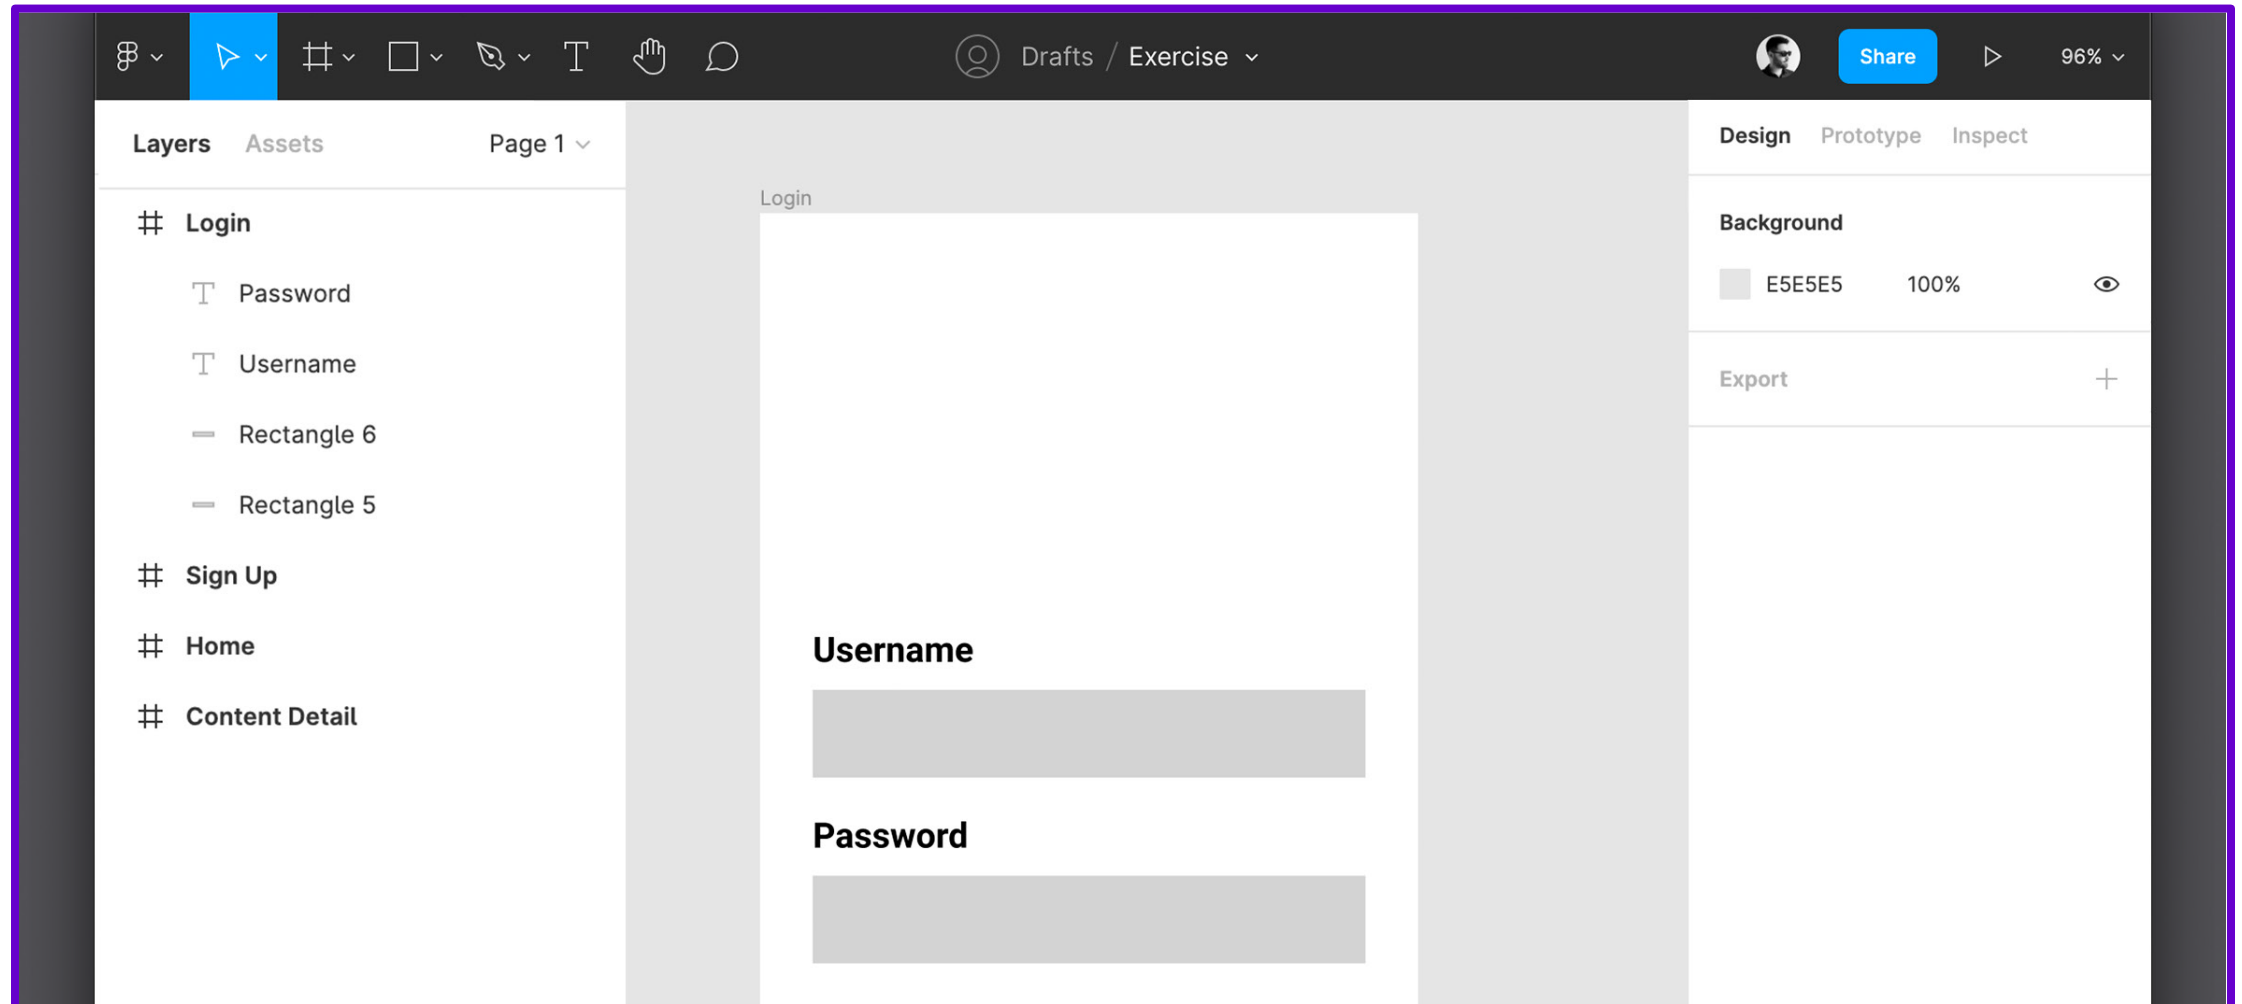 Drafts / Exercise
Share
96%
Layers Assets Page 1
Login
Password
Username
Rectangle 6
Rectangle 5
Sign Up
Home
Content Detail
Login
Username
Password
Design Prototype Inspect
Background
E5E5E5 100%
Export